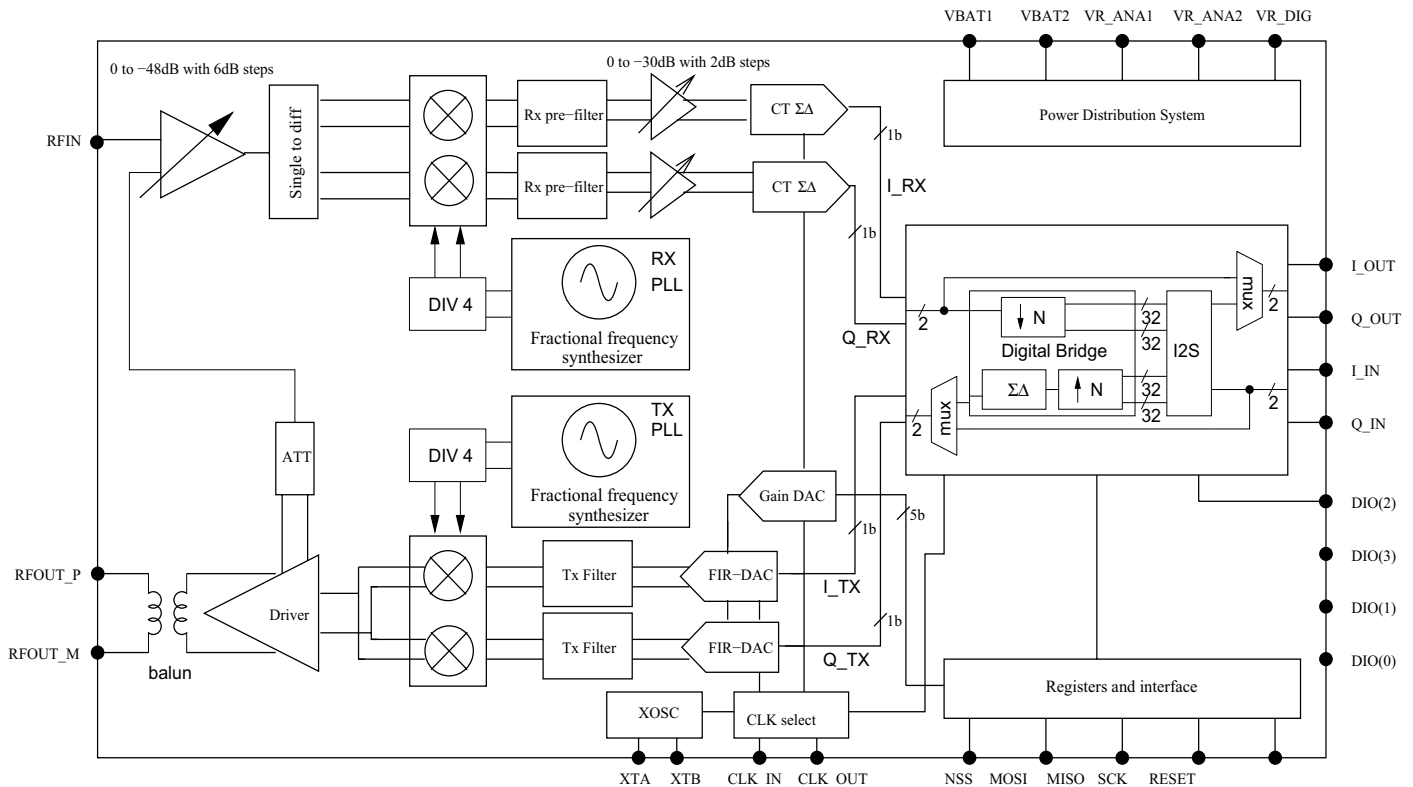 VBAT1 VBAT2 VR_ANA1 VR_ANA2 VR_DIG
0 to −48dB with 6dB steps
0 to −30dB with 2dB steps
RFIN
Single to diff
Rx pre−filter
CT ΣΔ
1b
Power Distribution System
Rx pre−filter
CT ΣΔ
I_RX
1b
RX
PLL
DIV 4
Fractional frequency
synthesizer
Q_RX
2
N
32
32
Digital Bridge
I2S
mux
2
ΣΔ
N
32
32
mux
2
2
I_OUT
Q_OUT
I_IN
Q_IN
TX
PLL
DIV 4
Fractional frequency
synthesizer
ATT
Gain DAC
5b
1b
DIO(2)
DIO(3)
DIO(1)
DIO(0)
RFOUT_P
RFOUT_M
balun
Driver
Tx Filter
FIR−DAC
I_TX
1b
Tx Filter
FIR−DAC
Q_TX
Registers and interface
XOSC
CLK select
XTA XTB CLK_IN CLK_OUT
NSS MOSI MISO SCK RESET